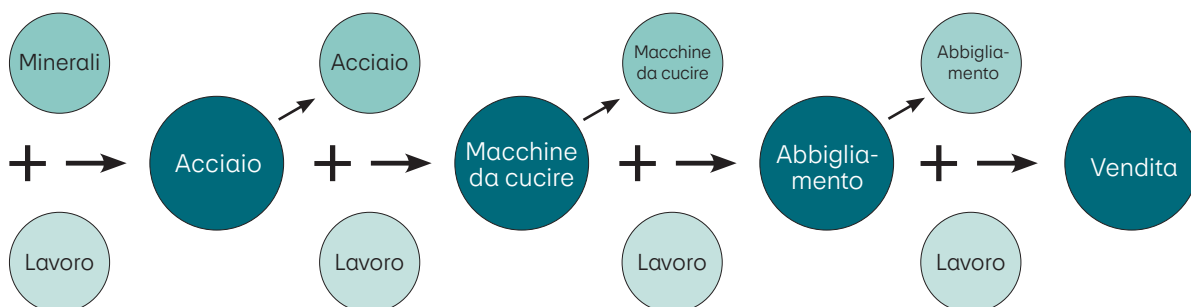 Minerali
+
Lavoro
Acciaio
Acciaio
+
Lavoro
Macchine
da cucire
Macchine
da cucire
+
Lavoro
Abbiglia-
mento
Abbiglia-
mento
+
Lavoro
Vendita